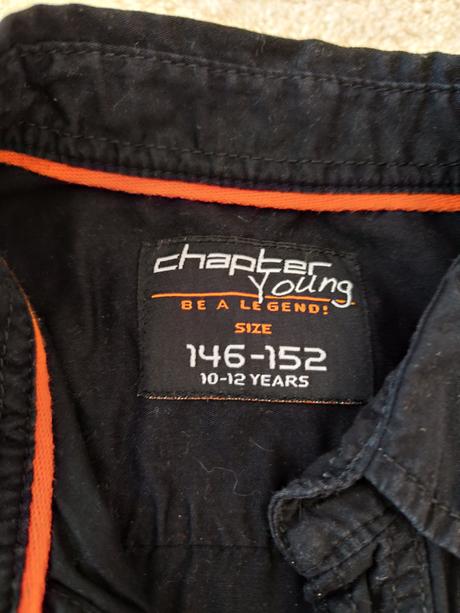 chapter
Young
BE A LEGEND!
SIZE
146-152
10-12 YEARS